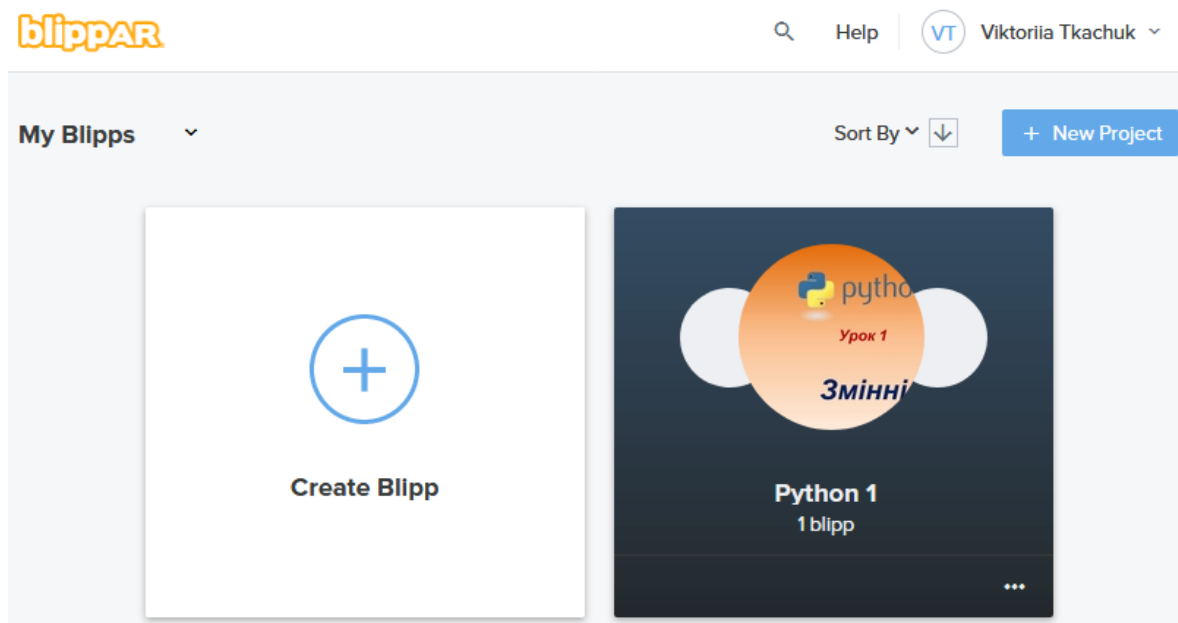 blippAR
Help
VT
Viktoriia Tkachuk
My Blipps
Sort By
+ New Project
Create Blipp
pytho
Урок 1
Змінні
Python 1
1 blipp